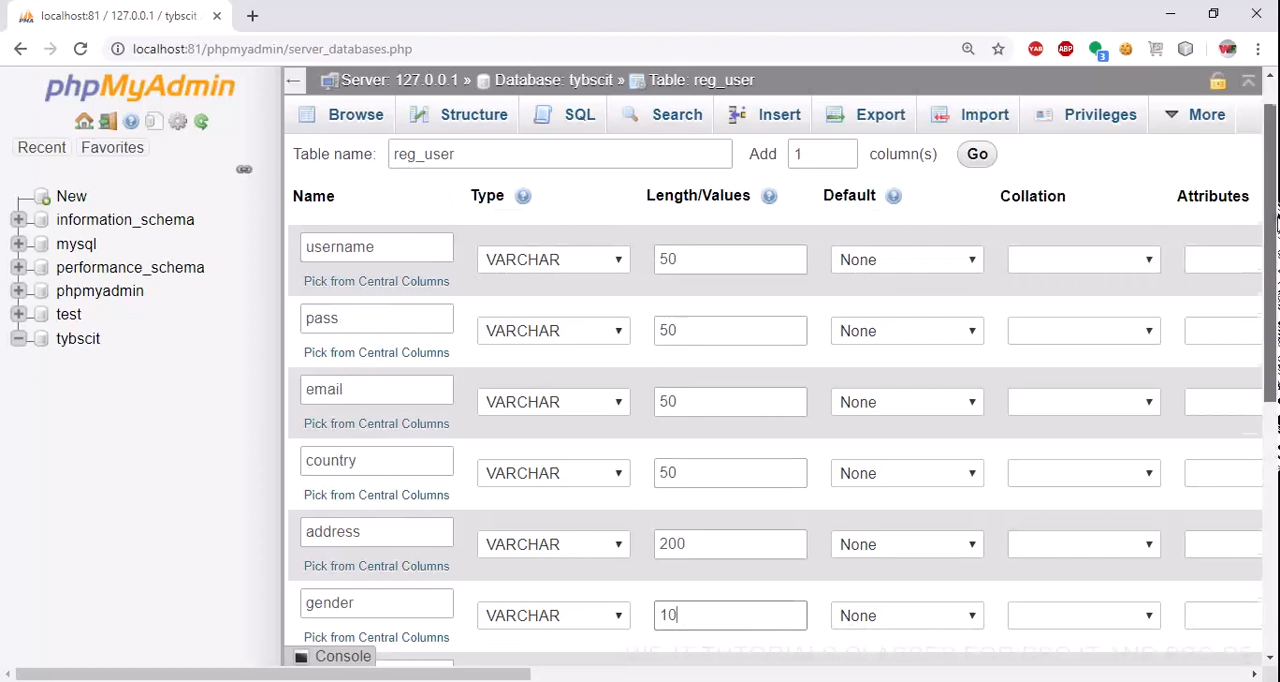 localhost:81 / 127.0.0.1 / tybscit
localhost:81/phpmyadmin/server_databases.php
YAB
ABP
3
phpMyAdmin
Recent
Favorites
New
information_schema
mysql
performance_schema
phpmyadmin
test
tybscit
Server: 127.0.0.1 » Database: tybscit » Table: reg_user
Browse Structure SQL Search Insert Export Import Privileges More
Table name: reg_user Add 1 column(s) Go
Name Type Length/Values Default Collation Attributes
username VARCHAR 50 None
Pick from Central Columns
pass VARCHAR 50 None
Pick from Central Columns
email VARCHAR 50 None
Pick from Central Columns
country VARCHAR 50 None
Pick from Central Columns
address VARCHAR 200 None
Pick from Central Columns
gender VARCHAR 10 None
Pick from Central Columns
Console